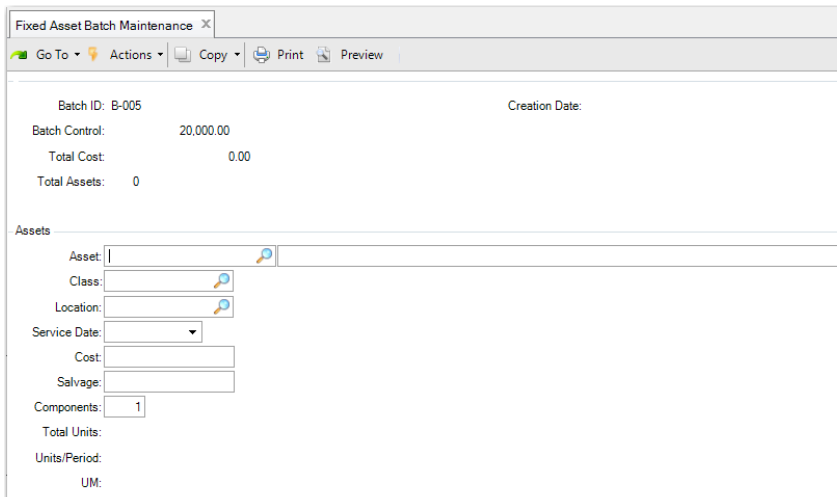 Fixed Asset Batch Maintenance X
Go To Actions Copy Print Preview
Batch ID: B-005 Creation Date:
Batch Control: 20,000.00
Total Cost: 0.00
Total Assets: 0
Assets
Asset:
Class:
Location:
Service Date:
Cost:
Salvage:
Components: 1
Total Units:
Units/Period:
UM: